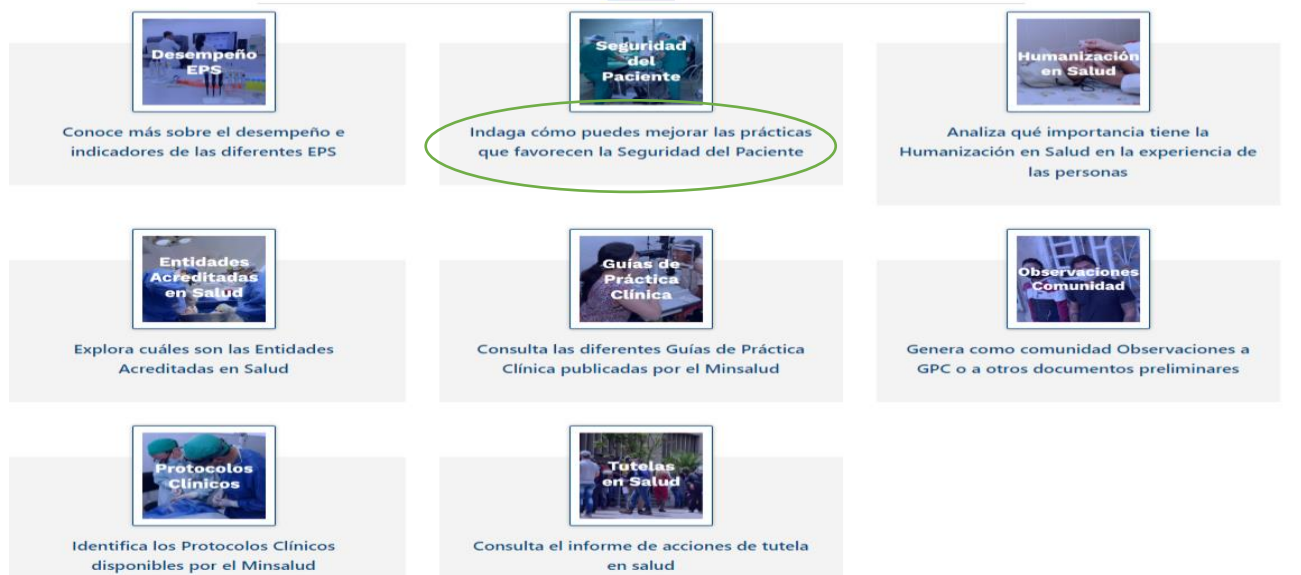 Desempeño
EPS
Conoce más sobre el desempeño e
indicadores de las diferentes EPS
Seguridad
del
Paciente
Indaga cómo puedes mejorar las prácticas
que favorecen la Seguridad del Paciente
Humanización
en Salud
Analiza qué importancia tiene la
Humanización en Salud en la experiencia de
las personas
Entidades
Acreditadas
en Salud
Explora cuáles son las Entidades
Acreditadas en Salud
Guías de
Práctica
Clínica
Consulta las diferentes Guías de Práctica
Clínica publicadas por el Minsalud
Observaciones
Comunidad
Genera como comunidad Observaciones a
GPC o a otros documentos preliminares
Protocolos
Clínicos
Identifica los Protocolos Clínicos
disponibles por el Minsalud
Tutelas
en Salud
Consulta el informe de acciones de tutela
en salud